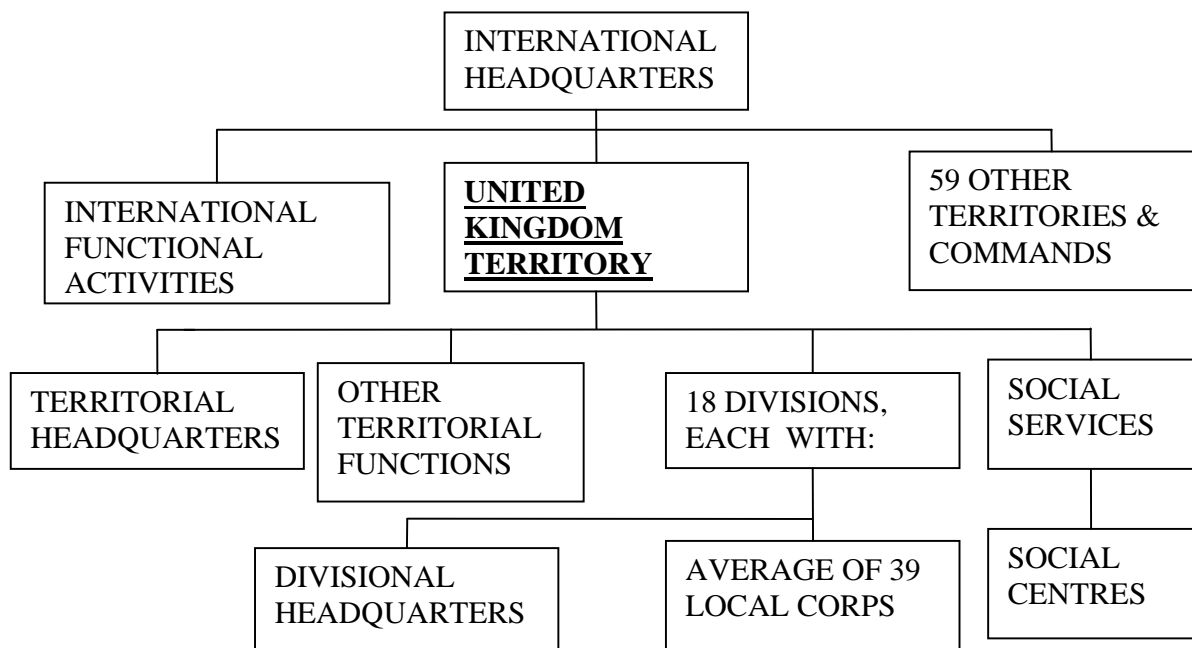 INTERNATIONAL
HEADQUARTERS
INTERNATIONAL
FUNCTIONAL
ACTIVITIES
UNITED
KINGDOM
TERRITORY
59 OTHER
TERRITORIES &
COMMANDS
TERRITORIAL
HEADQUARTERS
OTHER
TERRITORIAL
FUNCTIONS
18 DIVISIONS,
EACH WITH:
SOCIAL
SERVICES
DIVISIONAL
HEADQUARTERS
AVERAGE OF 39
LOCAL CORPS
SOCIAL
CENTRES